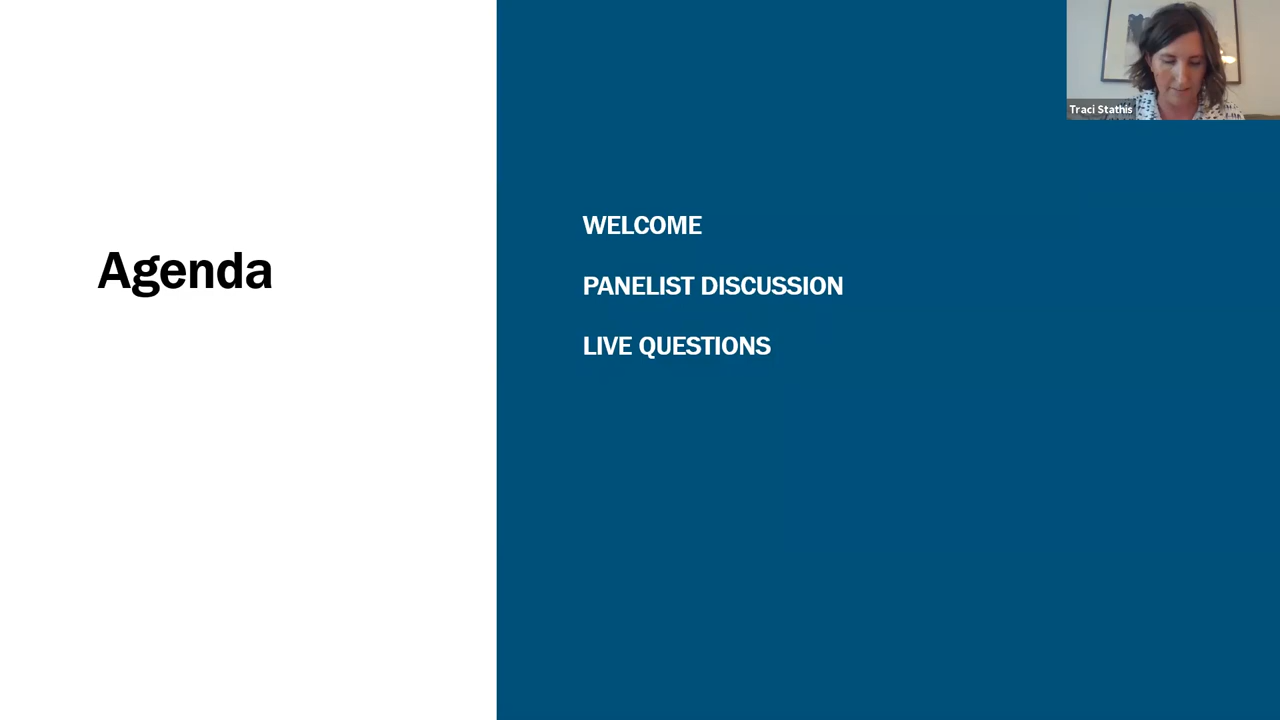 Traci Stathis
Agenda
WELCOME
PANELIST DISCUSSION
LIVE QUESTIONS